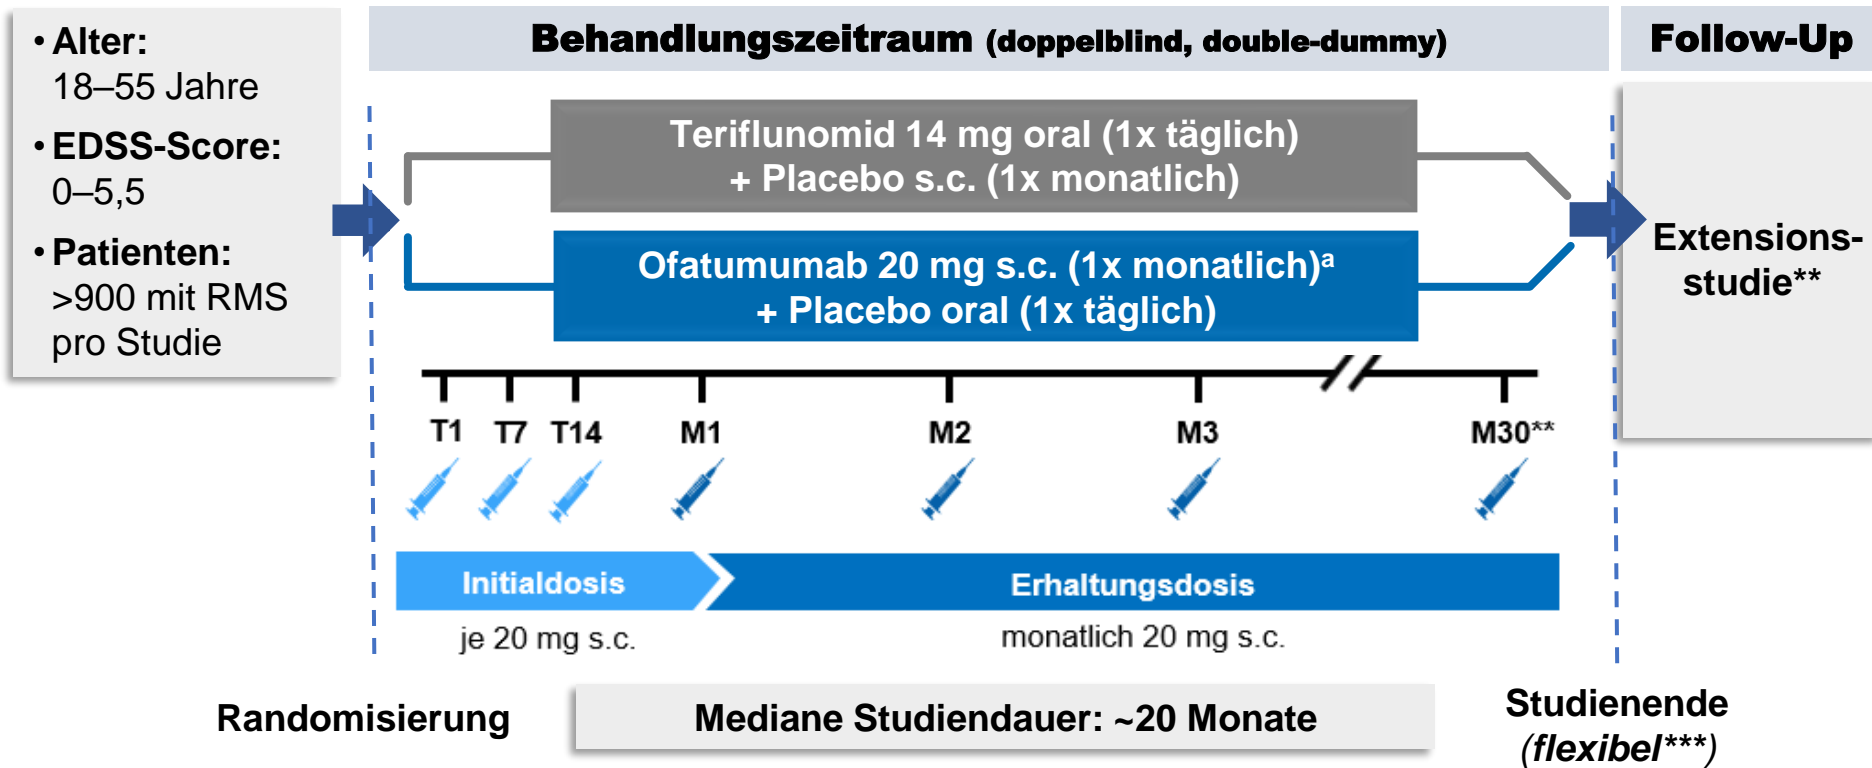 • Alter:
18–55 Jahre
• EDSS-Score:
0–5,5
• Patienten:
>900 mit RMS
pro Studie
Behandlungszeitraum (doppelblind, double-dummy)
Follow-Up
Teriflunomid 14 mg oral (1x täglich)
+ Placebo s.c. (1x monatlich)
Ofatumumab 20 mg s.c. (1x monatlich)ᵃ
+ Placebo oral (1x täglich)
Extensions-
studie**
T1 T7 T14 M1 M2 M3 M30**
Initialdosis
Erhaltungsdosis
je 20 mg s.c.
monatlich 20 mg s.c.
Randomisierung
Mediane Studiendauer: ~20 Monate
Studienende
(flexibel***)